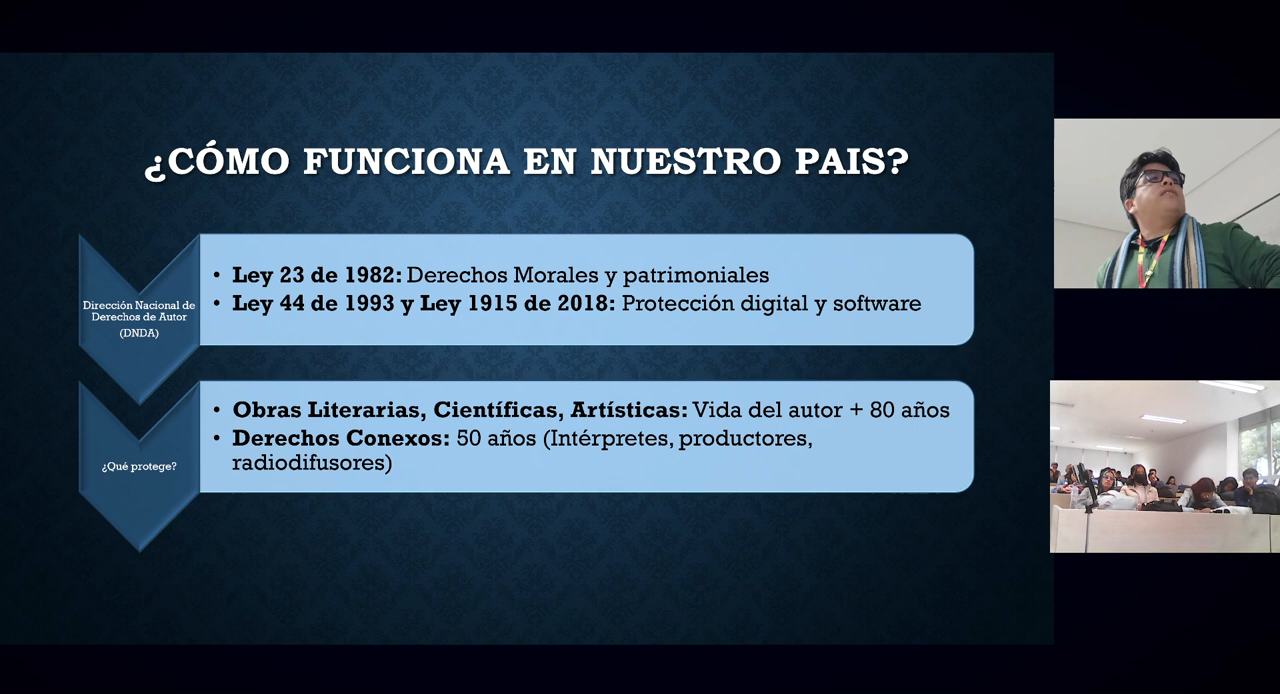 ¿CÓMO FUNCIONA EN NUESTRO PAIS?
Dirección Nacional de
Derechos de Autor
(DNDA)
• Ley 23 de 1982: Derechos Morales y patrimoniales
• Ley 44 de 1993 y Ley 1915 de 2018: Protección digital y software
¿Qué protege?
• Obras Literarias, Científicas, Artísticas: Vida del autor + 80 años
• Derechos Conexos: 50 años (Intérpretes, productores,
radiodifusores)